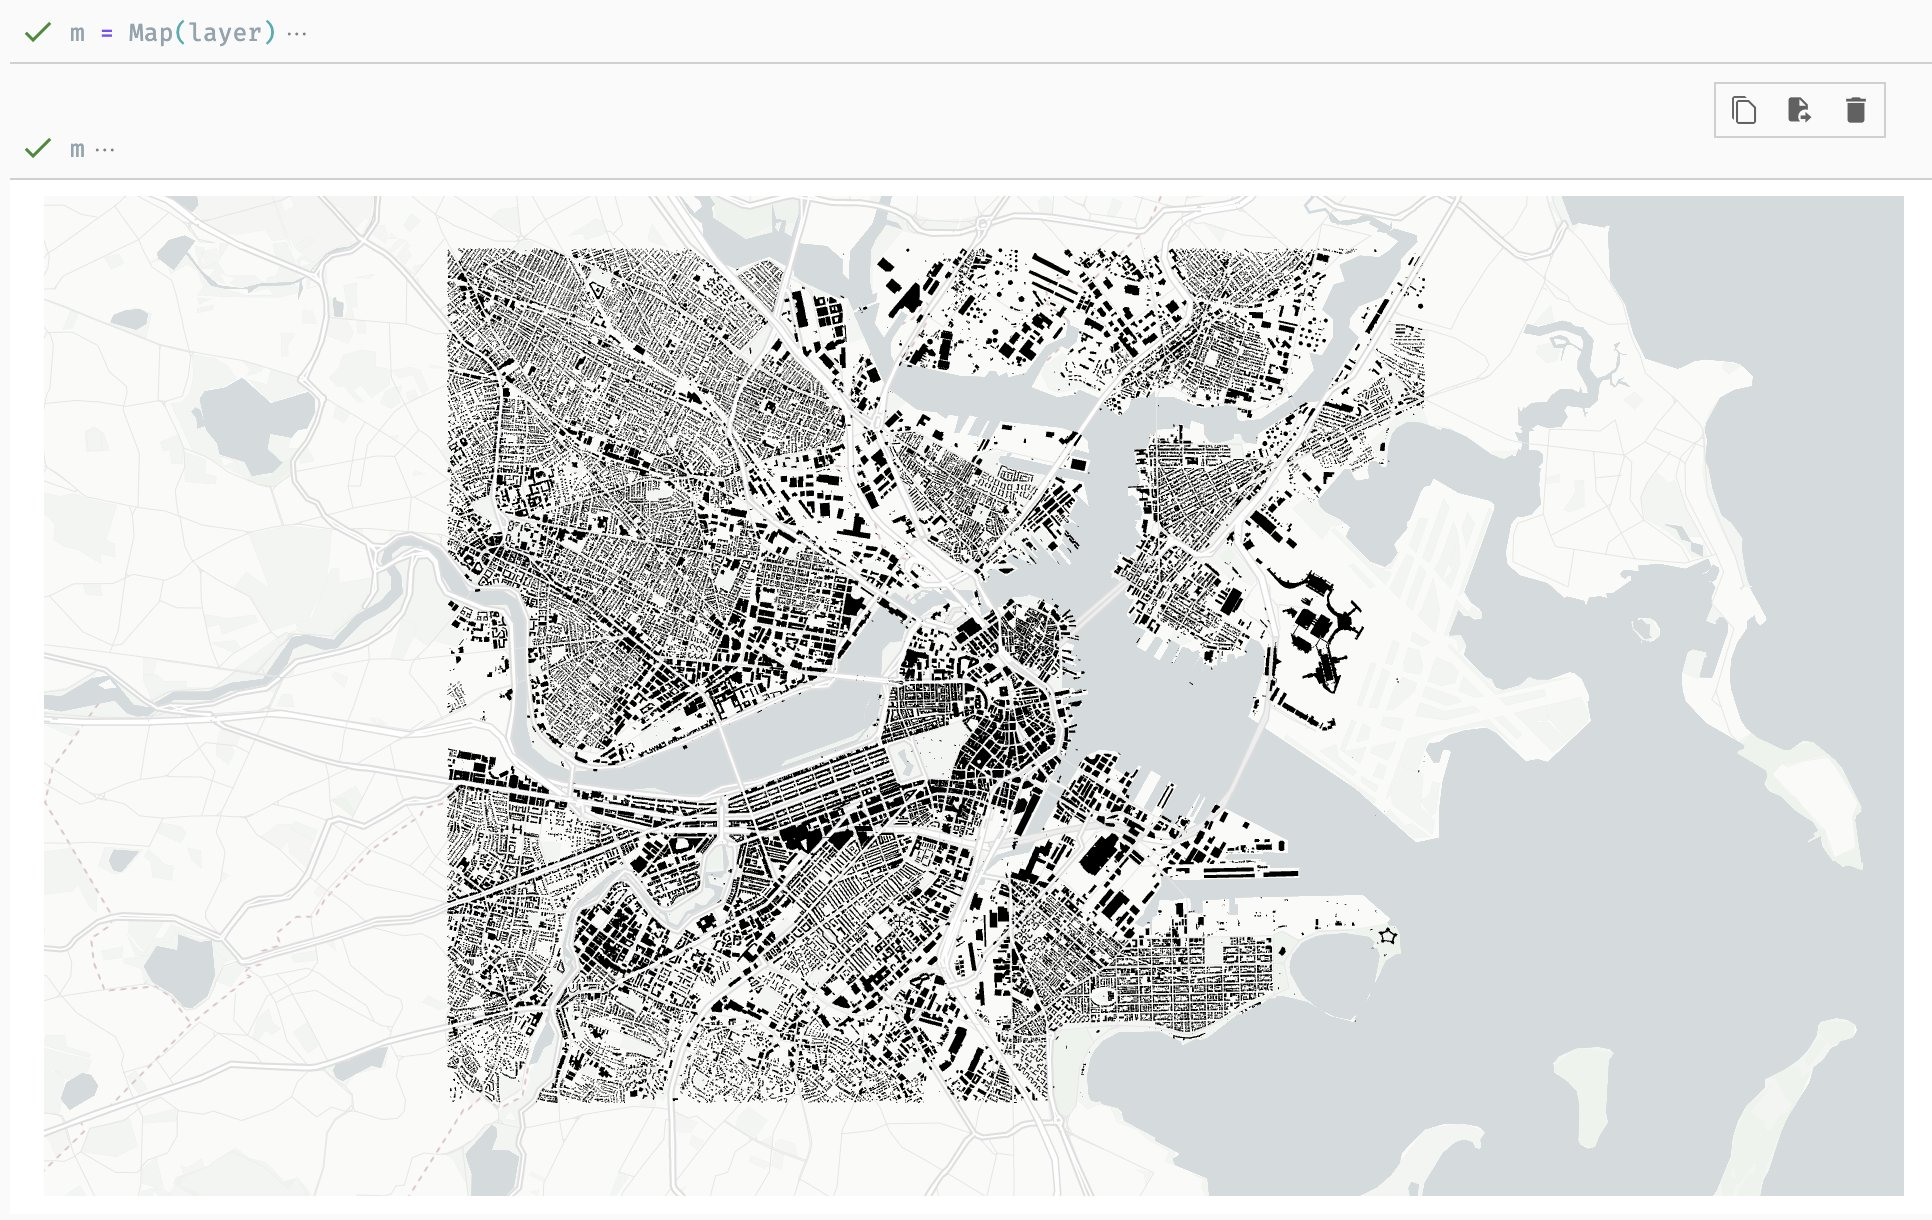 m = Map(layer) ...
m ...